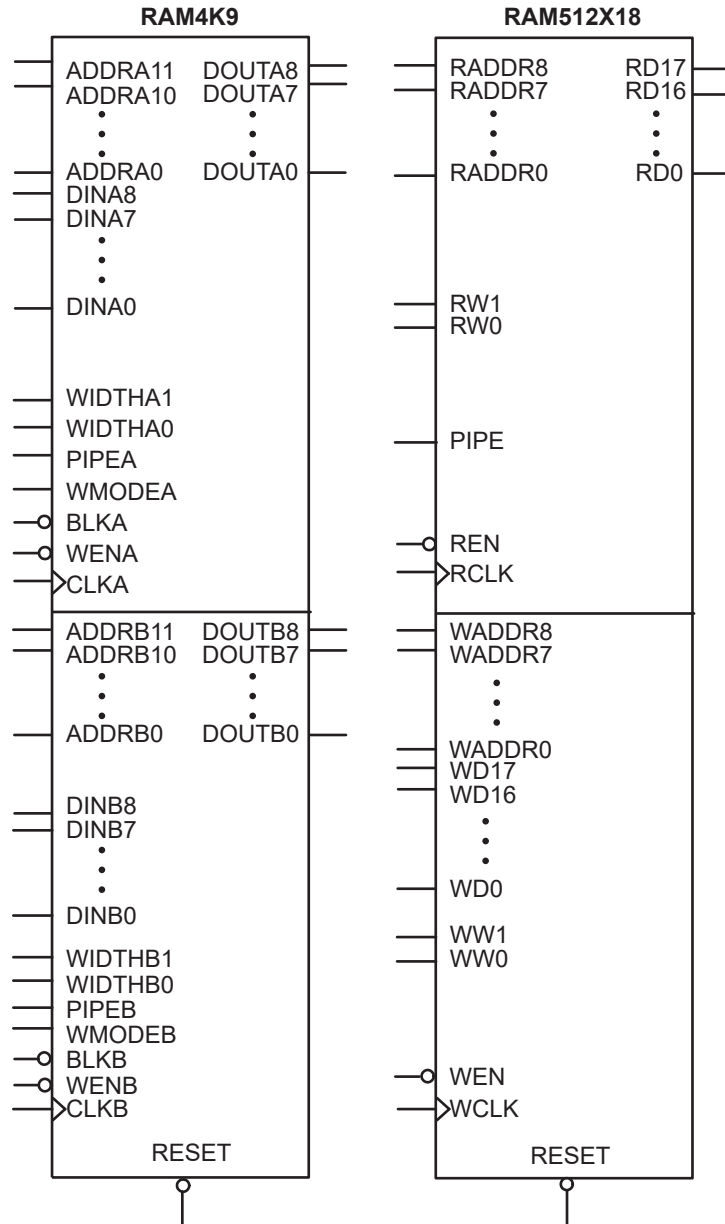 RAM4K9
ADDRA11 DOUTA8
ADDRA10 DOUTA7
ADDRA0 DOUTA0
DINA8
DINA7
DINA0
WIDTHA1
WIDTHA0
PIPEA
WMODEA
BLKA
WENA
CLKA
ADDRB11 DOUTB8
ADDRB10 DOUTB7
ADDRB0 DOUTB0
DINB8
DINB7
DINB0
WIDTHB1
WIDTHB0
PIPEB
WMODEB
BLKB
WENB
CLKB
RESET
RAM512X18
RADDR8 RD17
RADDR7 RD16
RADDR0 RD0
RW1
RW0
PIPE
REN
RCLK
WADDR8
WADDR7
WADDR0
WD17
WD16
WD0
WW1
WW0
WEN
WCLK
RESET